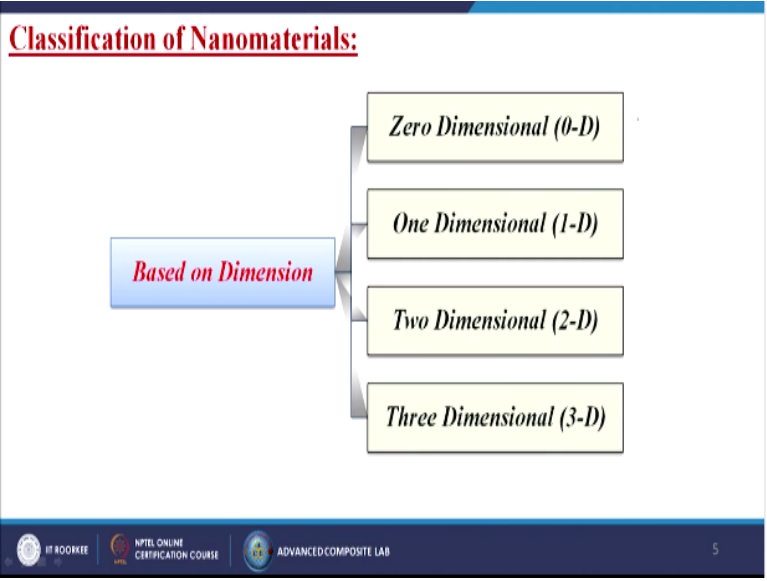 Classification of Nanomaterials:
Zero Dimensional (0-D)
One Dimensional (1-D)
Based on Dimension
Two Dimensional (2-D)
Three Dimensional (3-D)
IIT ROORKEE
NPTEL ONLINE
CERTIFICATION COURSE
NPTEL
ADVANCED COMPOSITE LAB
5